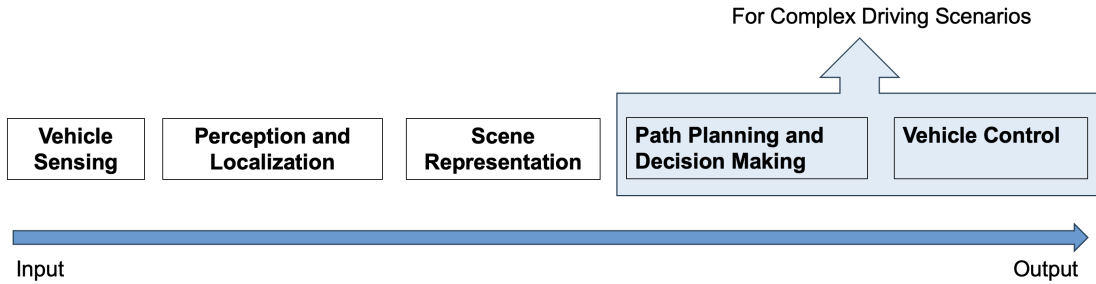 For Complex Driving Scenarios
Vehicle
Sensing
Perception and
Localization
Scene
Representation
Path Planning and
Decision Making
Vehicle Control
Input
Output